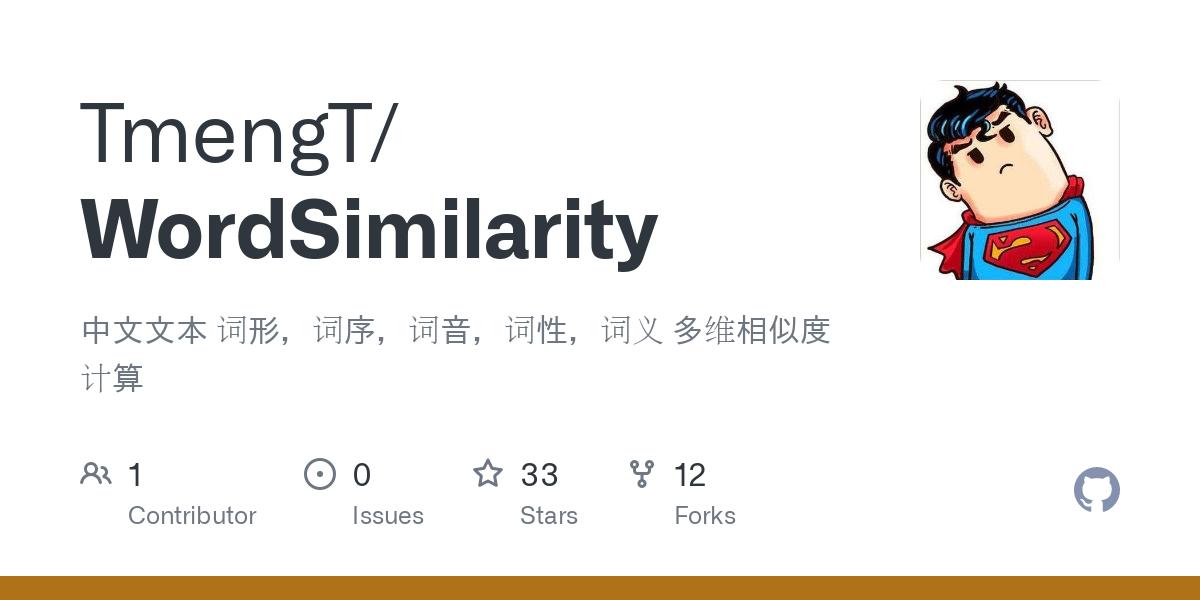 TmengT/
WordSimilarity
中文文本 词形，词序，词音，词性，词义 多维相似度
计算
1
Contributor
0
Issues
33
Stars
12
Forks